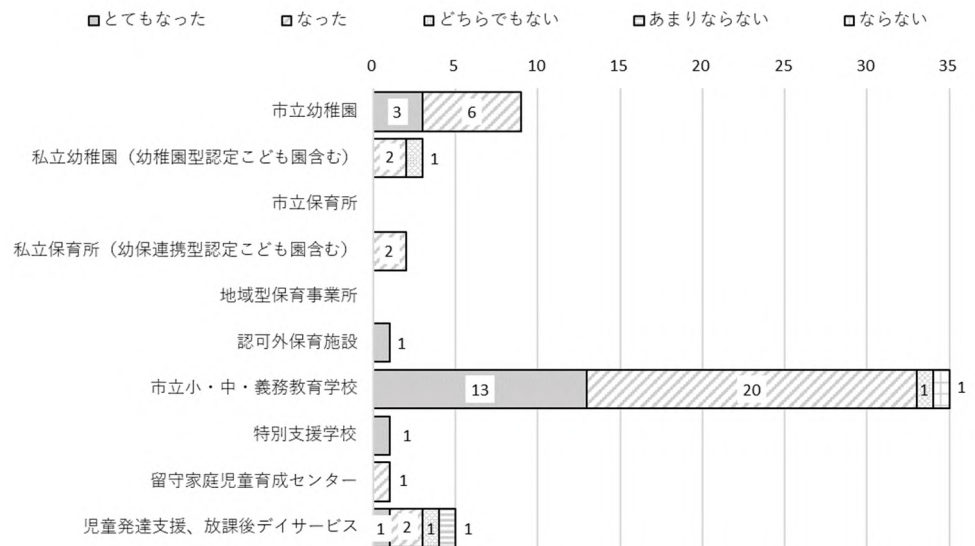 とてもなった なった どちらでもない あまりならない ならない
0 5 10 15 20 25 30 35
市立幼稚園 3 6
私立幼稚園（幼稚園型認定こども園含む） 2 1
市立保育所
私立保育所（幼保連携型認定こども園含む） 2
地域型保育事業所
認可外保育施設 1
市立小・中・義務教育学校 13 20 1 1
特別支援学校 1
留守家庭児童育成センター 1
児童発達支援、放課後デイサービス 1 2 1 1